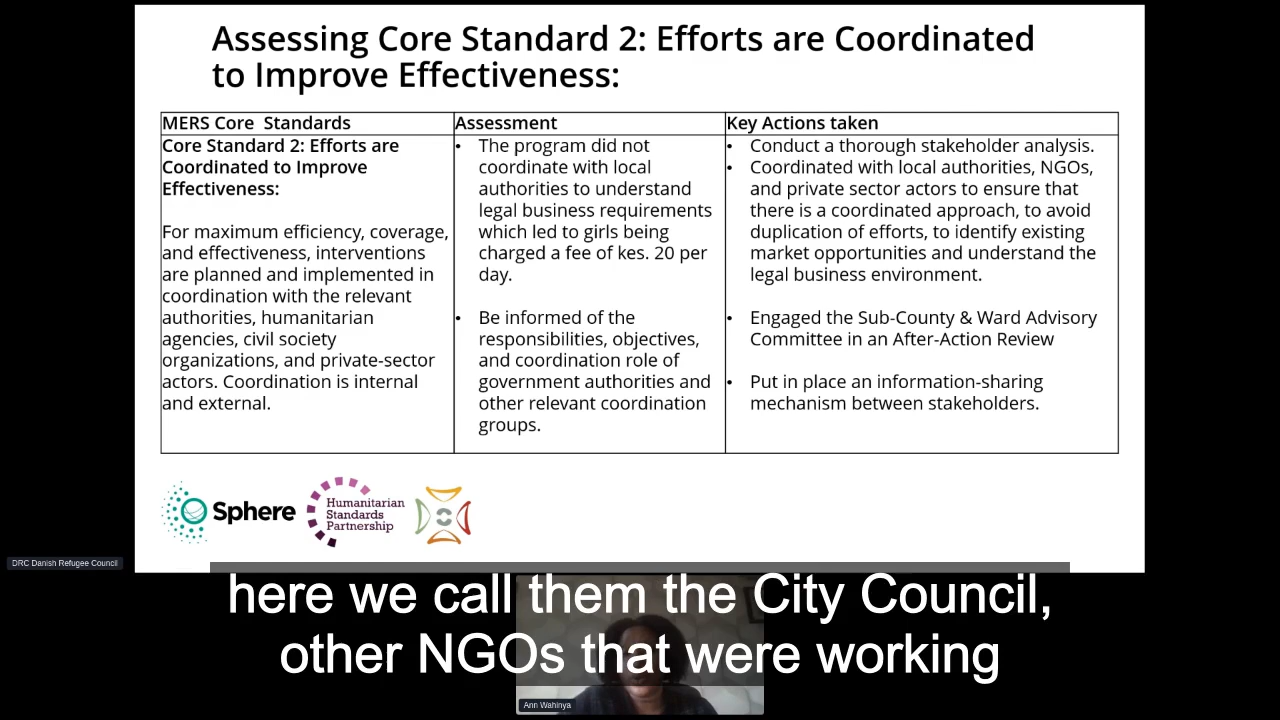 Assessing Core Standard 2: Efforts are Coordinated
to Improve Effectiveness:
MERS Core Standards
Core Standard 2: Efforts are
Coordinated to Improve
Effectiveness:
For maximum efficiency, coverage,
and effectiveness, interventions
are planned and implemented in
coordination with the relevant
authorities, humanitarian
agencies, civil society
organizations, and private-sector
actors. Coordination is internal
and external.
Assessment
• The program did not
coordinate with local
authorities to understand
legal business requirements
which led to girls being
charged a fee of kes. 20 per
day.
• Be informed of the
responsibilities, objectives,
and coordination role of
government authorities and
other relevant coordination
groups.
Key Actions taken
• Conduct a thorough stakeholder analysis.
• Coordinated with local authorities, NGOs,
and private sector actors to ensure that
there is a coordinated approach, to avoid
duplication of efforts, to identify existing
market opportunities and understand the
legal business environment.
• Engaged the Sub-County & Ward Advisory
Committee in an After-Action Review
• Put in place an information-sharing
mechanism between stakeholders.
Sphere
Humanitarian
Standards
Partnership
DRC Danish Refugee Council
here we call them the City Council,
other NGOs that were working
Ann Wahinya